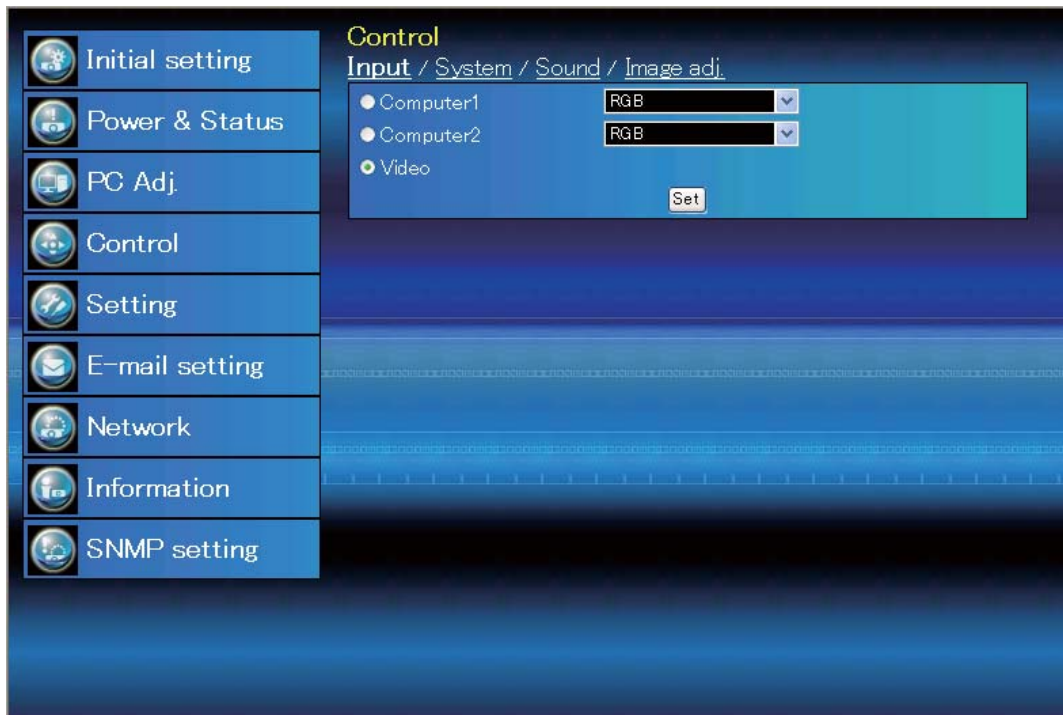 Initial setting
Power & Status
PC Adj.
Control
Setting
E-mail setting
Network
Information
SNMP setting
Control
Input / System / Sound / Image adj.
Computer1 RGB
Computer2 RGB
Video
Set